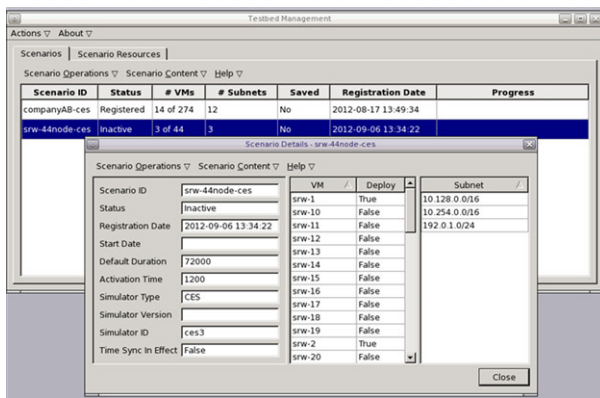 Testbed Management
Actions ▽ About ▽
Scenarios Scenario Resources
Scenario Operations ▽ Scenario Content ▽ Help ▽
Scenario ID Status # VMs # Subnets Saved Registration Date Progress
companyAB-ces Registered 14 of 274 12 No 2012-08-17 13:49:34
srw-44node-ces Inactive 3 of 44 3 No 2012-09-06 13:34:22
Scenario Details - srw-44node-ces
Scenario Operations ▽ Scenario Content ▽ Help ▽
Scenario ID srw-44node-ces
Status Inactive
Registration Date 2012-09-06 13:34:22
Start Date
Default Duration 72000
Activation Time 1200
Simulator Type CES
Simulator Version
Simulator ID ces3
Time Sync In Effect False
VM Deploy
srw-1 True
srw-10 False
srw-11 False
srw-12 False
srw-13 False
srw-14 False
srw-15 False
srw-16 False
srw-17 False
srw-18 False
srw-19 False
srw-2 True
srw-20 False
Subnet
10.128.0.0/16
10.254.0.0/16
192.0.1.0/24
Close